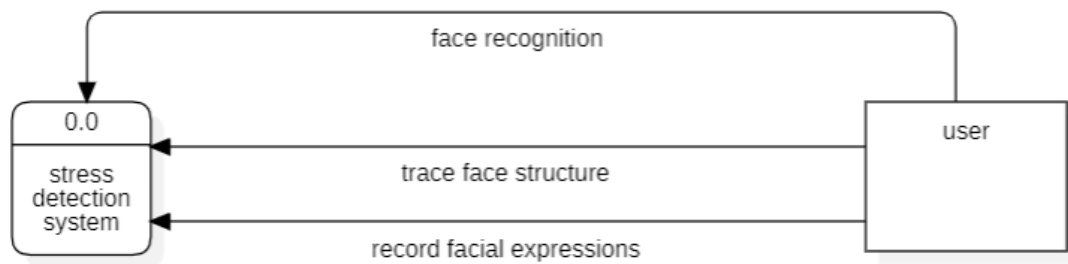 face recognition
0.0
user
stress
detection
system
trace face structure
record facial expressions